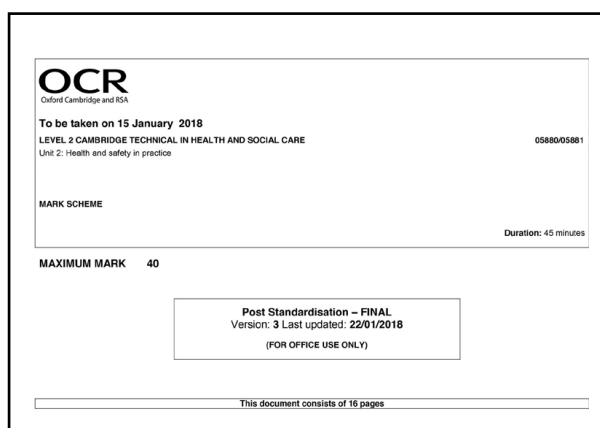 OCR
Oxford Cambridge and RSA
To be taken on 15 January 2018
LEVEL 2 CAMBRIDGE TECHNICAL IN HEALTH AND SOCIAL CARE 05880/05881
Unit 2: Health and safety in practice
MARK SCHEME
Duration: 45 minutes
MAXIMUM MARK 40
Post Standardisation – FINAL
Version: 3 Last updated: 22/01/2018
(FOR OFFICE USE ONLY)
This document consists of 16 pages